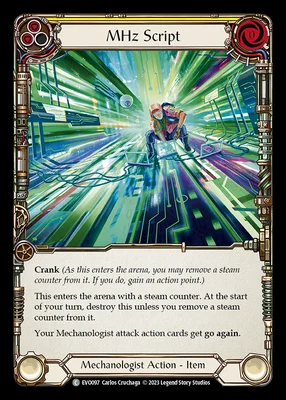 MHz Script
Crank (As this enters the arena, you may remove a steam
counter from it. If you do, gain an action point.)
This enters the arena with a steam counter. At the start
of your turn, destroy this unless you remove a steam
counter from it.
Your Mechanologist attack action cards get go again.
Mechanologist Action - Item
C EVO097 Carlos Cruchaga © 2023 Legend Story Studios